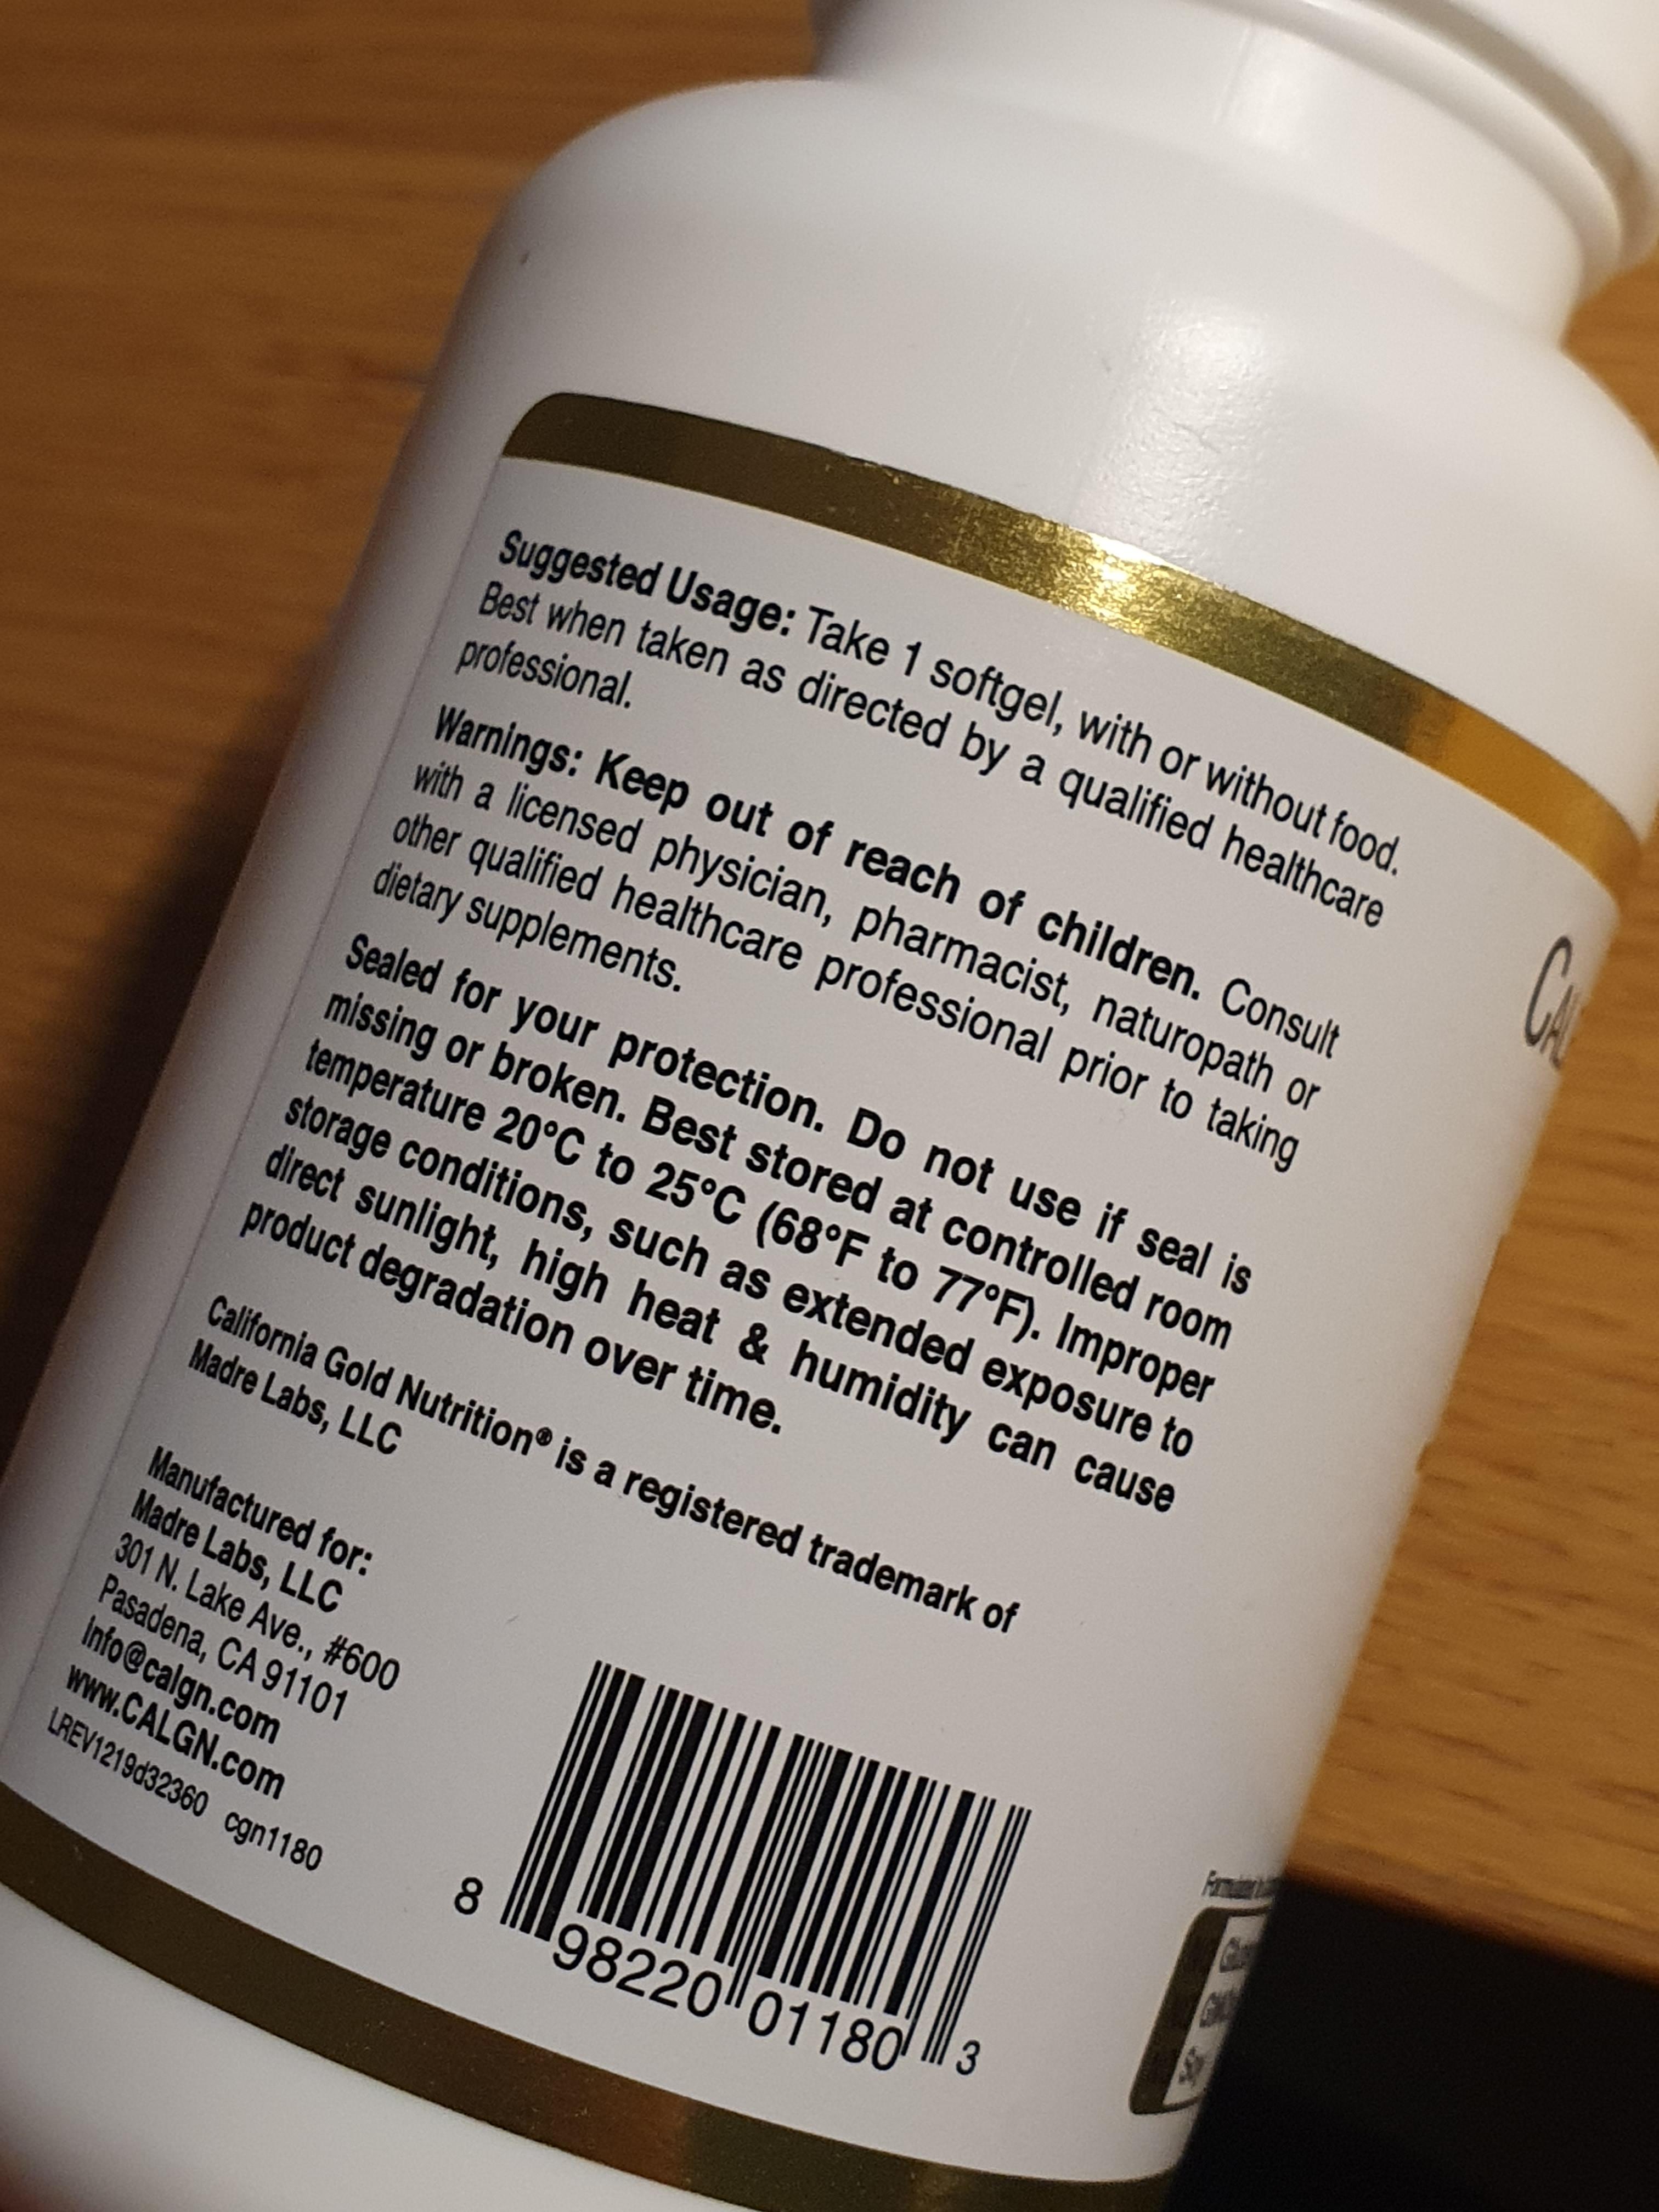 Suggested Usage: Take 1 softgel, with or without food.
Best when taken as directed by a qualified healthcare
professional.
Warnings: Keep out of reach of children. Consult
with a licensed physician, pharmacist, naturopath or
other qualified healthcare professional prior to taking
dietary supplements.
Sealed for your protection. Do not use if seal is
missing or broken. Best stored at controlled room
temperature 20°C to 25°C (68°F to 77°F). Improper
storage conditions, such as extended exposure to
direct sunlight, high heat & humidity can cause
product degradation over time.
California Gold Nutrition® is a registered trademark of
Madre Labs, LLC
Manufactured for:
Madre Labs, LLC
301 N. Lake Ave., #600
Pasadena, CA 91101
Info@calgn.com
www.CALGN.com
LREV1219d32360 cgn1180
8 98220 01180 3